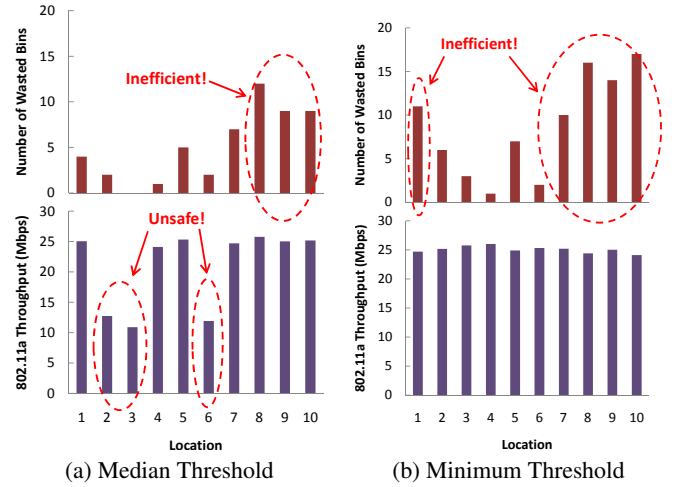 Number of Wasted Bins
20
15
10
5
0
Inefficient!
802.11a Throughput (Mbps)
30
25
20
15
10
5
0
Unsafe!
1 2 3 4 5 6 7 8 9 10
Location
(a) Median Threshold
Number of Wasted Bins
20
15
10
5
0
Inefficient!
802.11a Throughput (Mbps)
30
25
20
15
10
5
0
1 2 3 4 5 6 7 8 9 10
Location
(b) Minimum Threshold